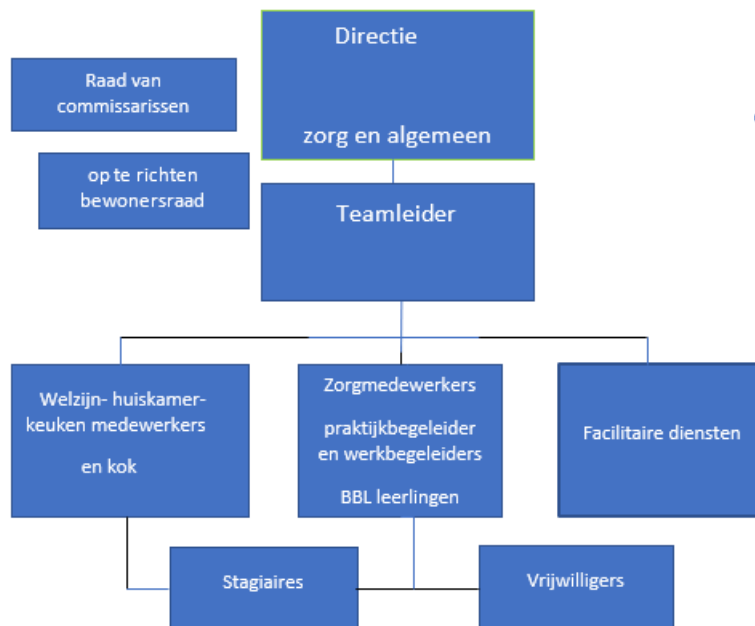 Directie
zorg en algemeen
Raad van
commissarissen
op te richten
bewonersraad
Teamleider
Welzijn- huiskamer-
keuken medewerkers
en kok
Zorgmedewerkers
praktijkbegeleider
en werkbegeleiders
BBL leerlingen
Facilitaire diensten
Stagiaires
Vrijwilligers